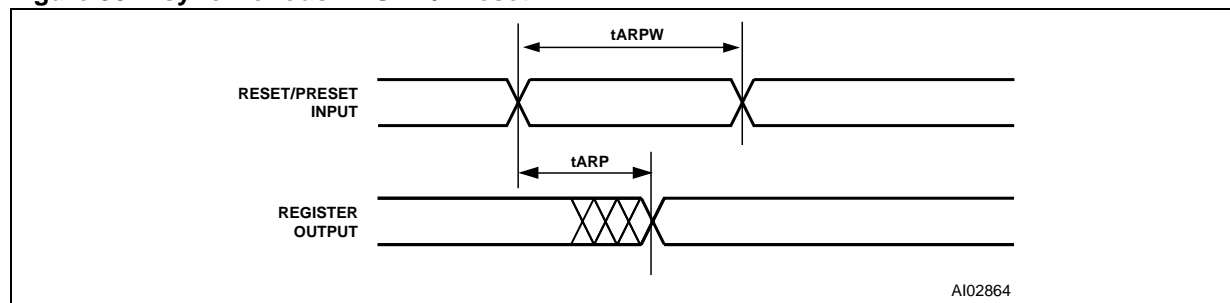 tARPW
RESET/PRESET
INPUT
tARP
REGISTER
OUTPUT
AI02864